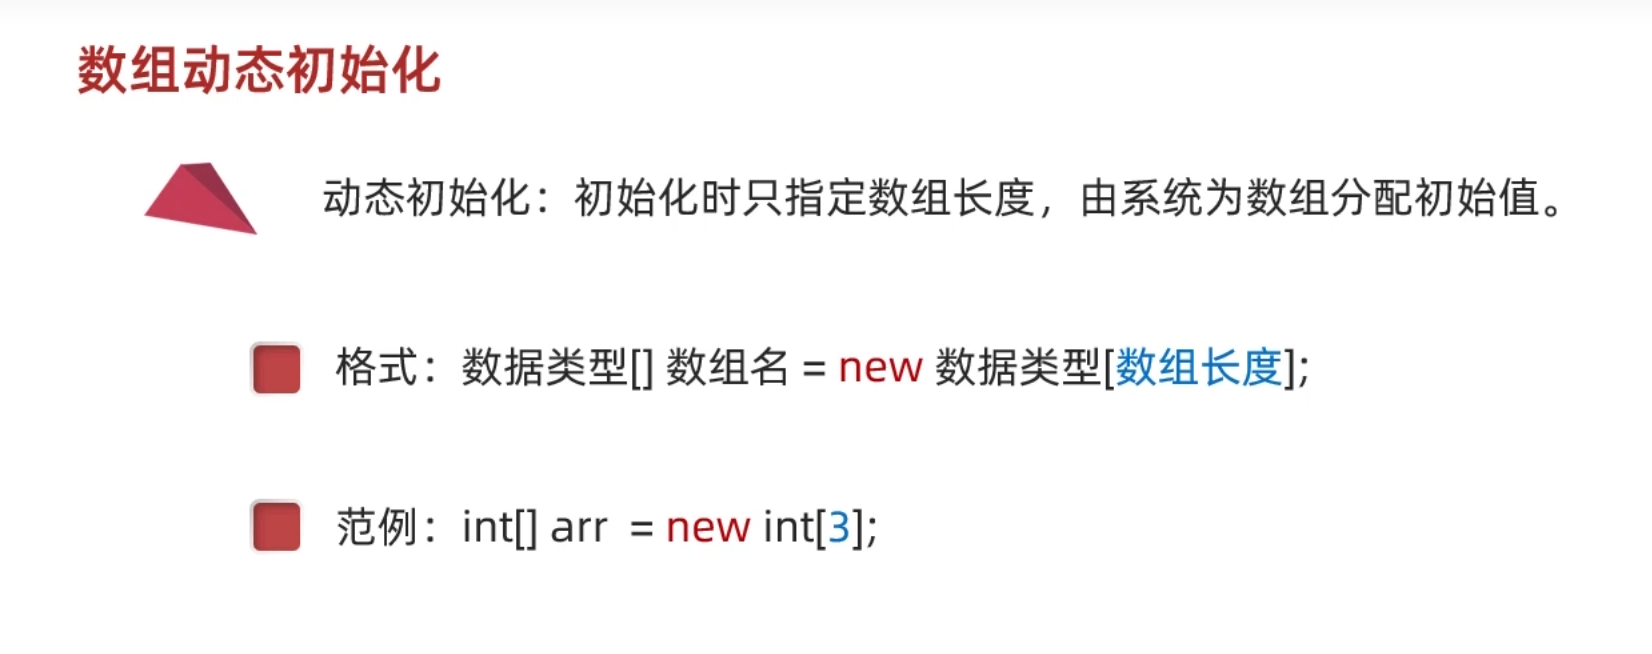 数组动态初始化
动态初始化：初始化时只指定数组长度，由系统为数组分配初始值。
格式：数据类型[] 数组名 = new 数据类型[数组长度];
范例：int[] arr = new int[3];